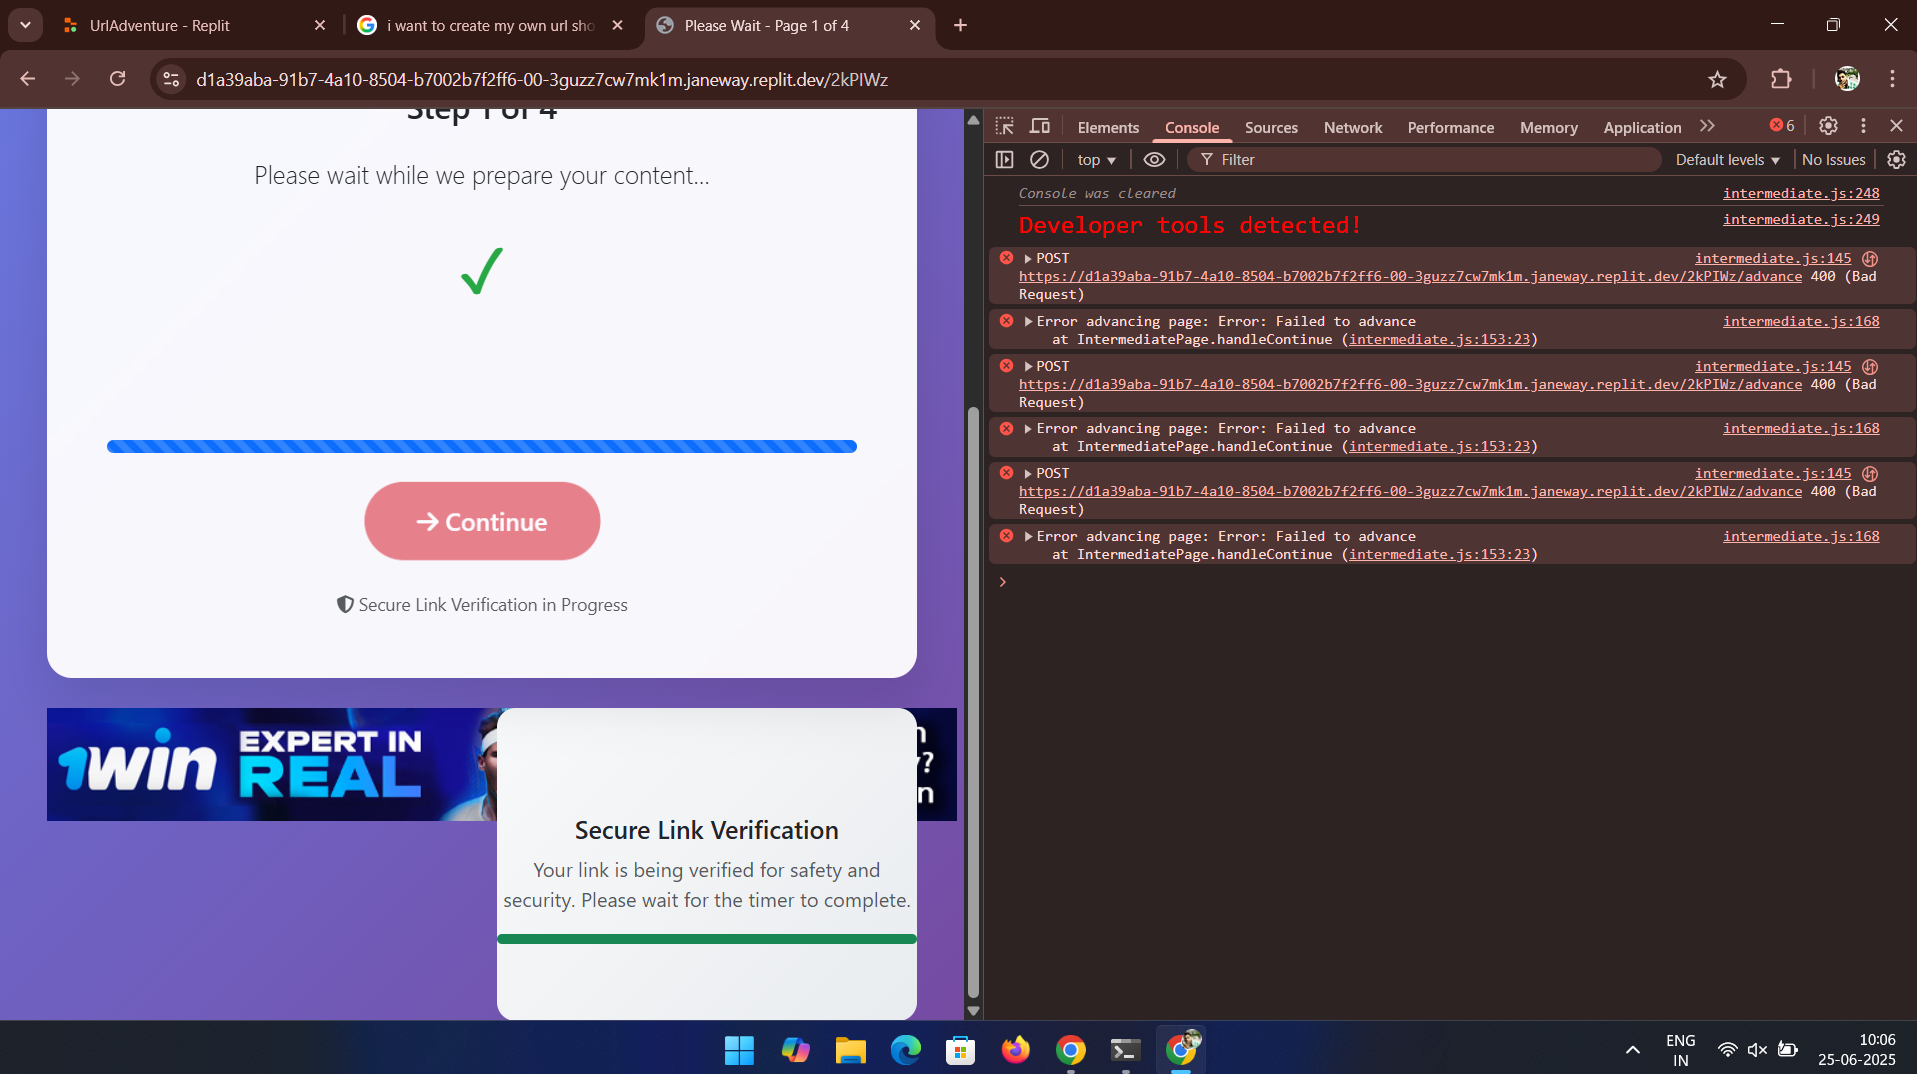 UrlAdventure - Replit
i want to create my own url sho
Please Wait - Page 1 of 4
d1a39aba-91b7-4a10-8504-b7002b7f2ff6-00-3guzz7cw7mk1m.janeway.replit.dev/2kPIWz
Step 1 of 4
Please wait while we prepare your content...
Continue
Secure Link Verification in Progress
1win
EXPERT IN
REAL
n
y?
n
Secure Link Verification
Your link is being verified for safety and
security. Please wait for the timer to complete.
Elements Console Sources Network Performance Memory Application 6
top Filter Default levels No Issues
Console was cleared intermediate.js:248
Developer tools detected! intermediate.js:249
POST intermediate.js:145
https://d1a39aba-91b7-4a10-8504-b7002b7f2ff6-00-3guzz7cw7mk1m.janeway.replit.dev/2kPIWz/advance 400 (Bad
Request)
Error advancing page: Error: Failed to advance intermediate.js:168
at IntermediatePage.handleContinue (intermediate.js:153:23)
POST intermediate.js:145
https://d1a39aba-91b7-4a10-8504-b7002b7f2ff6-00-3guzz7cw7mk1m.janeway.replit.dev/2kPIWz/advance 400 (Bad
Request)
Error advancing page: Error: Failed to advance intermediate.js:168
at IntermediatePage.handleContinue (intermediate.js:153:23)
POST intermediate.js:145
https://d1a39aba-91b7-4a10-8504-b7002b7f2ff6-00-3guzz7cw7mk1m.janeway.replit.dev/2kPIWz/advance 400 (Bad
Request)
Error advancing page: Error: Failed to advance intermediate.js:168
at IntermediatePage.handleContinue (intermediate.js:153:23)
ENG
IN
10:06
25-06-2025